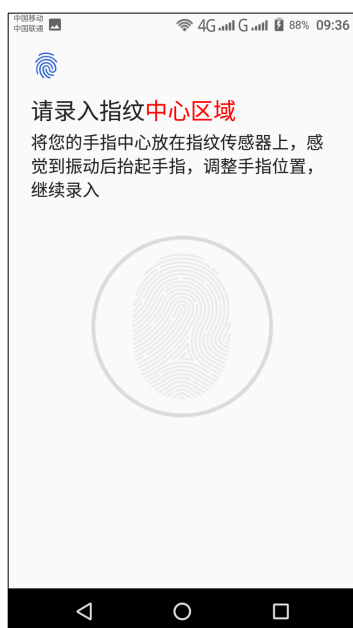 中国移动
中国联通
4G G 88% 09:36
请录入指纹中心区域
将您的手指中心放在指纹传感器上，感
觉到振动后抬起手指，调整手指位置，
继续录入